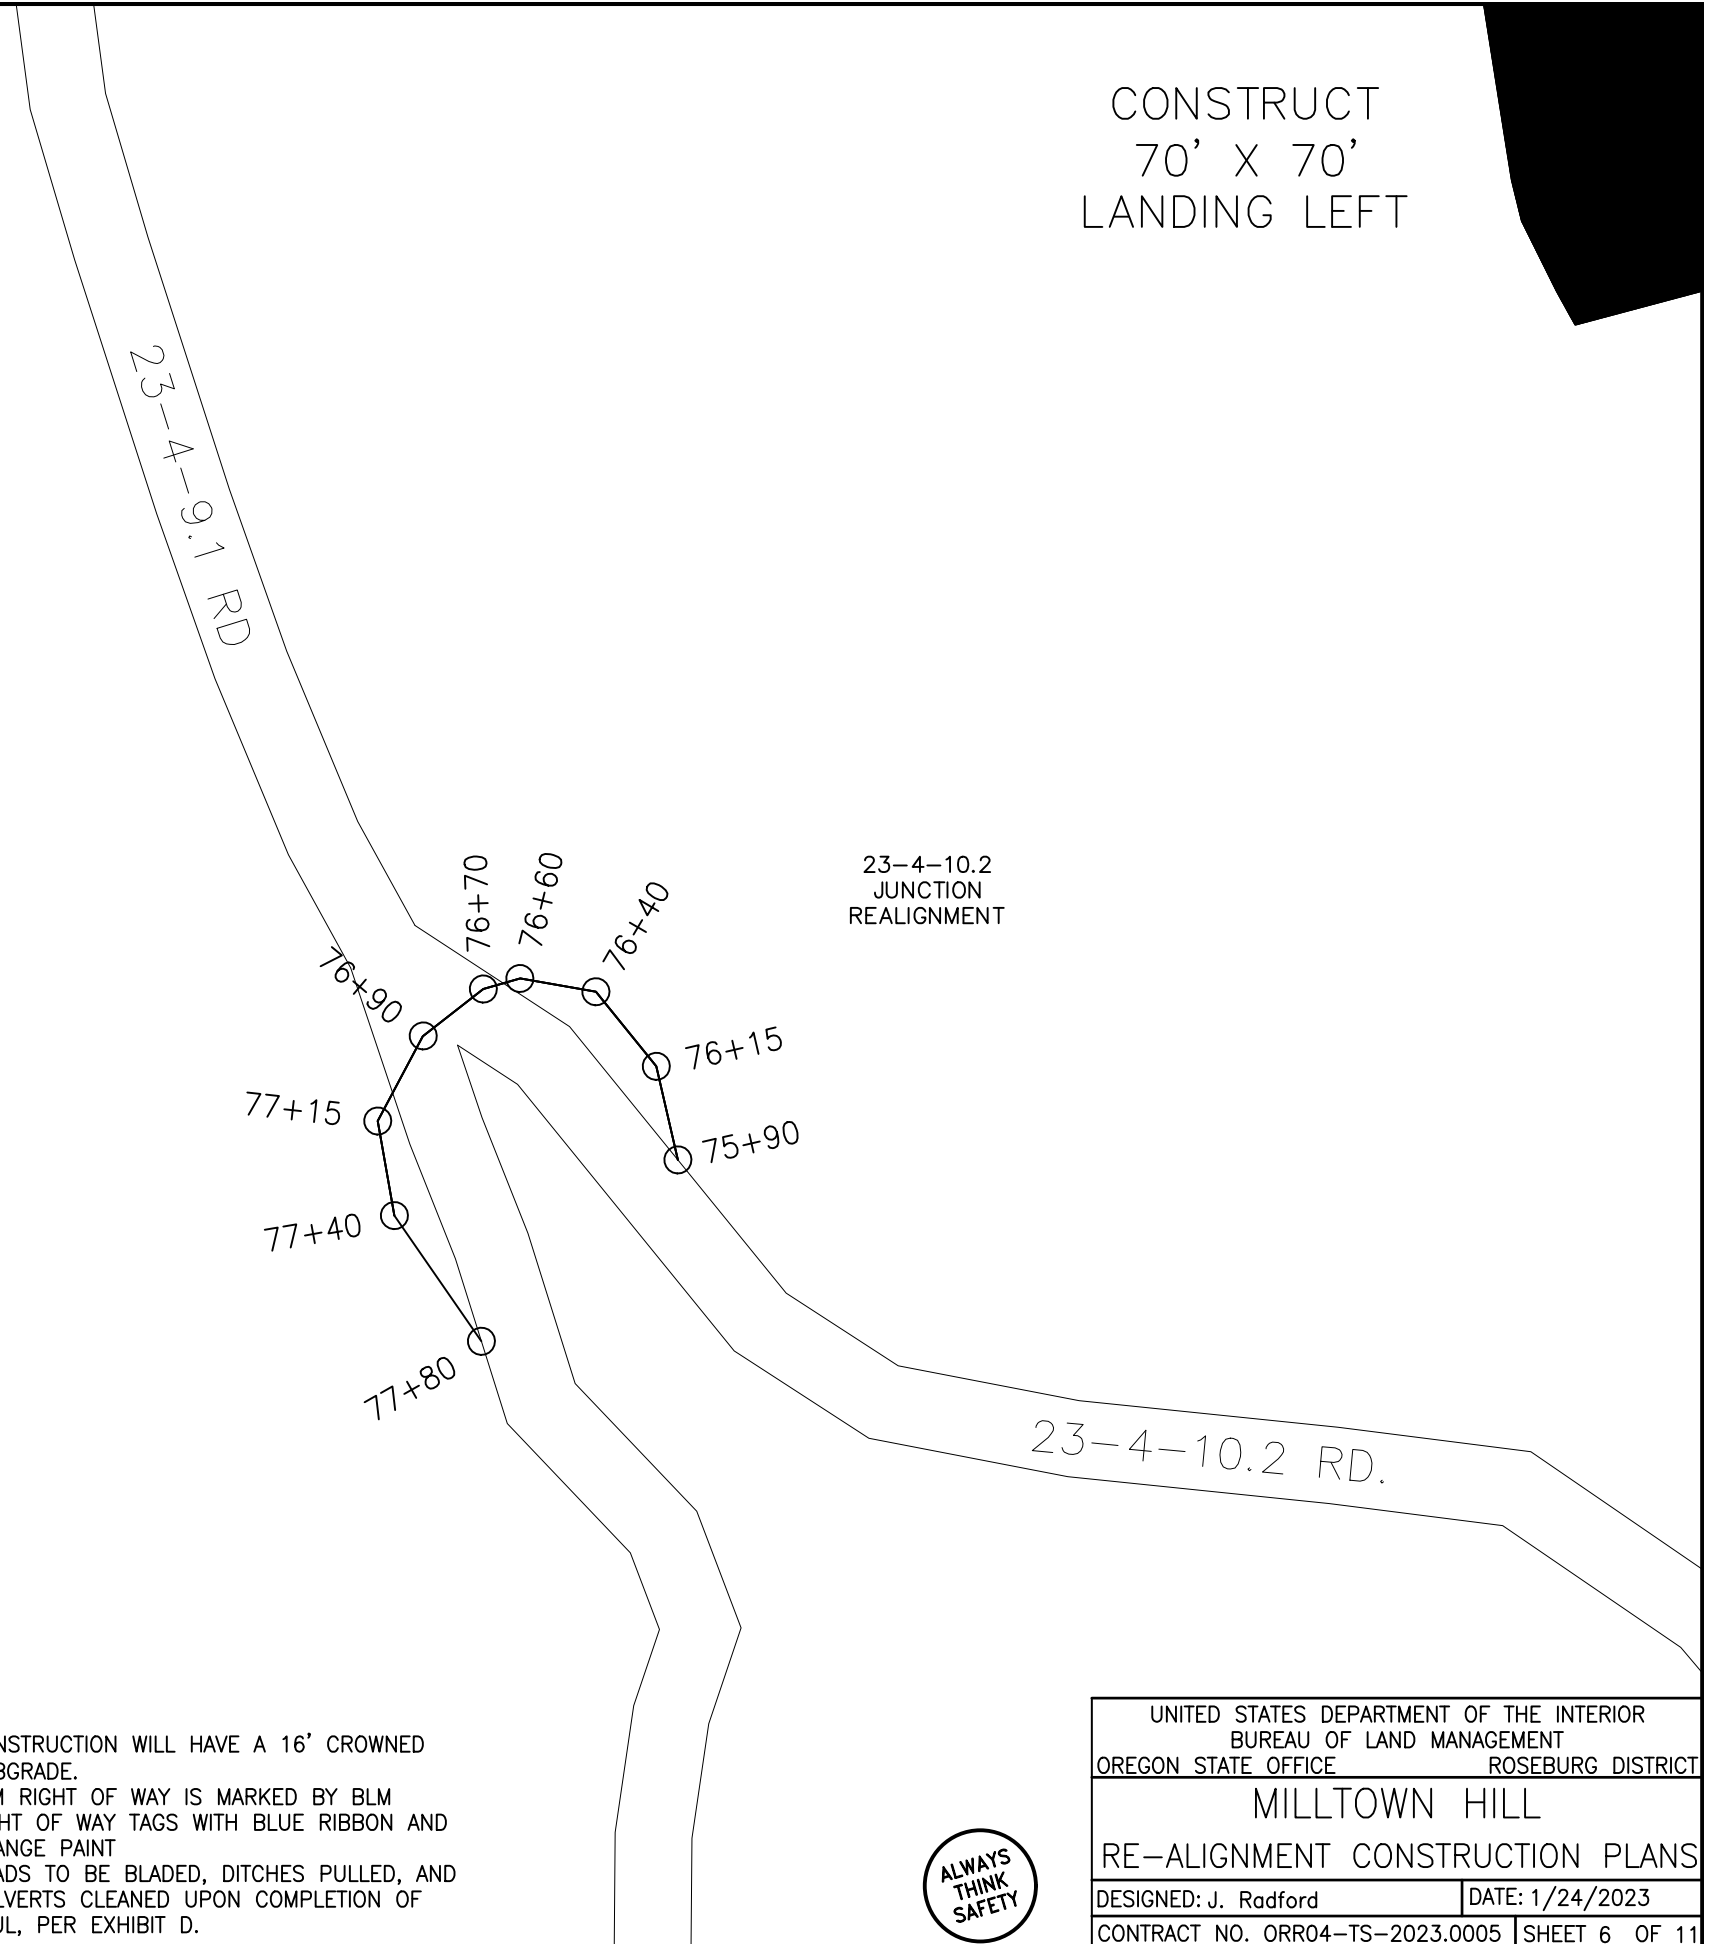 CONSTRUCT
70' X 70'
LANDING LEFT
23-4-9.1 RD
76+70
76+60
76+40
23-4-10.2
JUNCTION
REALIGNMENT
76+90
76+15
77+15
75+90
77+40
77+80
23-4-10.2 RD.
NSTRUCTION WILL HAVE A 16' CROWNED
BGRADE.
M RIGHT OF WAY IS MARKED BY BLM
HT OF WAY TAGS WITH BLUE RIBBON AND
ANGE PAINT
ADS TO BE BLADED, DITCHES PULLED, AND
LVERTS CLEANED UPON COMPLETION OF
UL, PER EXHIBIT D.
ALWAYS
THINK
SAFETY
UNITED STATES DEPARTMENT OF THE INTERIOR
BUREAU OF LAND MANAGEMENT
OREGON STATE OFFICE ROSEBURG DISTRICT
MILLTOWN HILL
RE-ALIGNMENT CONSTRUCTION PLANS
DESIGNED: J. Radford DATE: 1/24/2023
CONTRACT NO. ORR04-TS-2023.0005 SHEET 6 OF 11